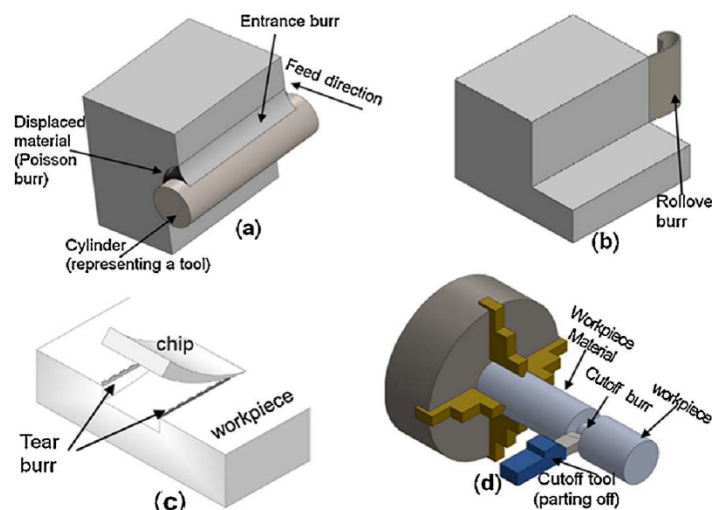 Entrance burr
Feed direction
Displaced
material
(Poisson
burr)
Cylinder
(representing a tool)
(a)
(b)
Rollove
burr
chip
workpiece
Tear
burr
(c)
Workpiece
Material
Cutoff burr
workpiece
(d)
Cutoff tool
(parting off)